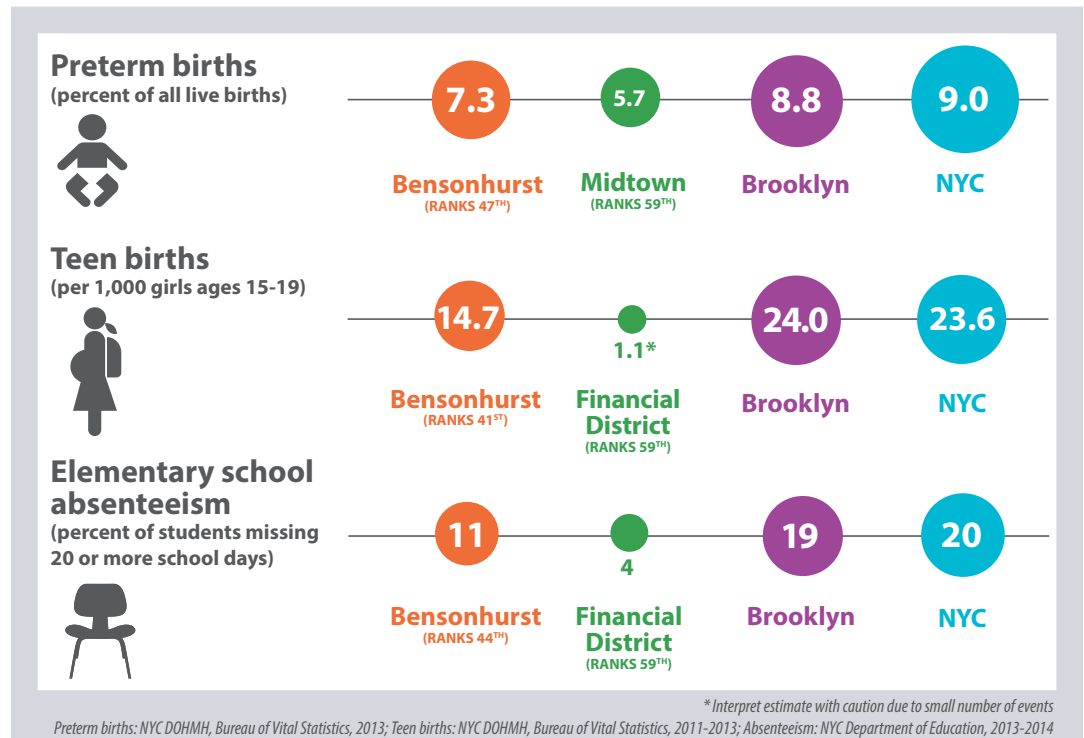 Preterm births
(percent of all live births)
7.3
5.7
8.8
9.0
Bensonhurst
(RANKS 47TH)
Midtown
(RANKS 59TH)
Brooklyn
NYC
Teen births
(per 1,000 girls ages 15-19)
14.7
1.1*
24.0
23.6
Bensonhurst
(RANKS 41ST)
Financial
District
(RANKS 59TH)
Brooklyn
NYC
Elementary school
absenteeism
(percent of students missing
20 or more school days)
11
4
19
20
Bensonhurst
(RANKS 44TH)
Financial
District
(RANKS 59TH)
Brooklyn
NYC
* Interpret estimate with caution due to small number of events
Preterm births: NYC DOHMH, Bureau of Vital Statistics, 2013; Teen births: NYC DOHMH, Bureau of Vital Statistics, 2011-2013; Absenteeism: NYC Department of Education, 2013-2014